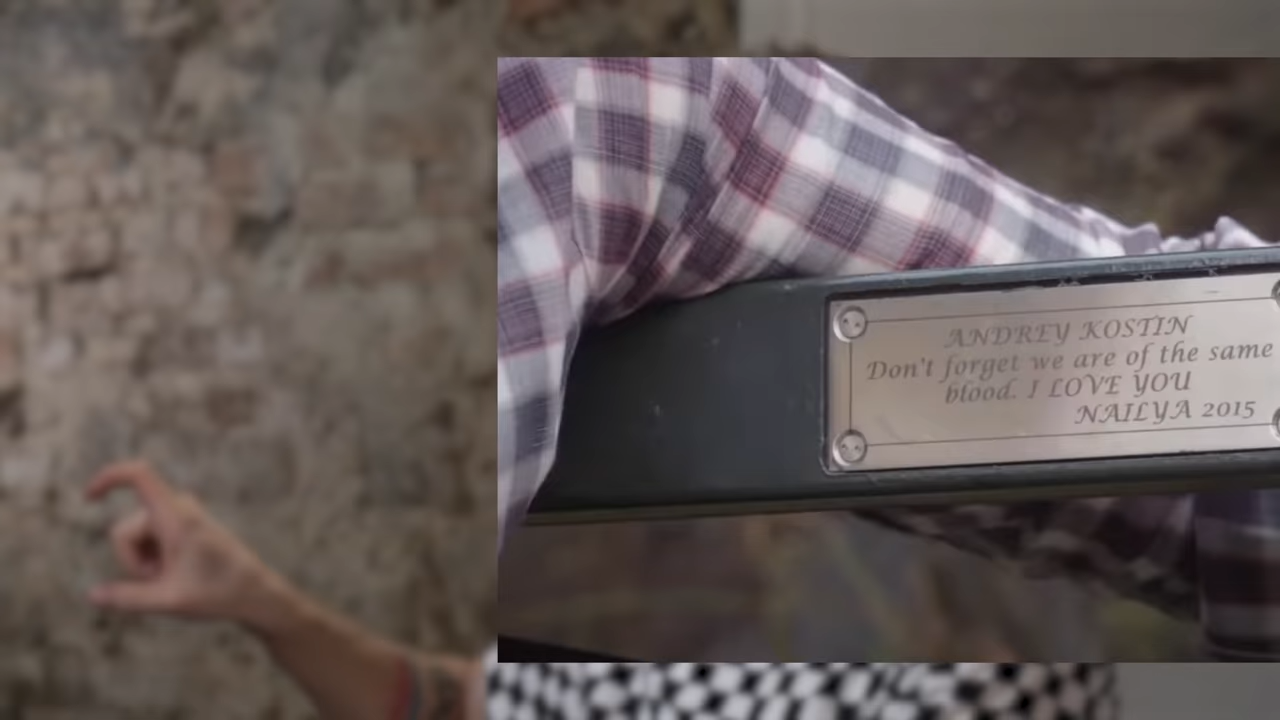 ANDREY KOSTIN
Don't forget we are of the same
blood. I LOVE YOU
NAILYA 2015